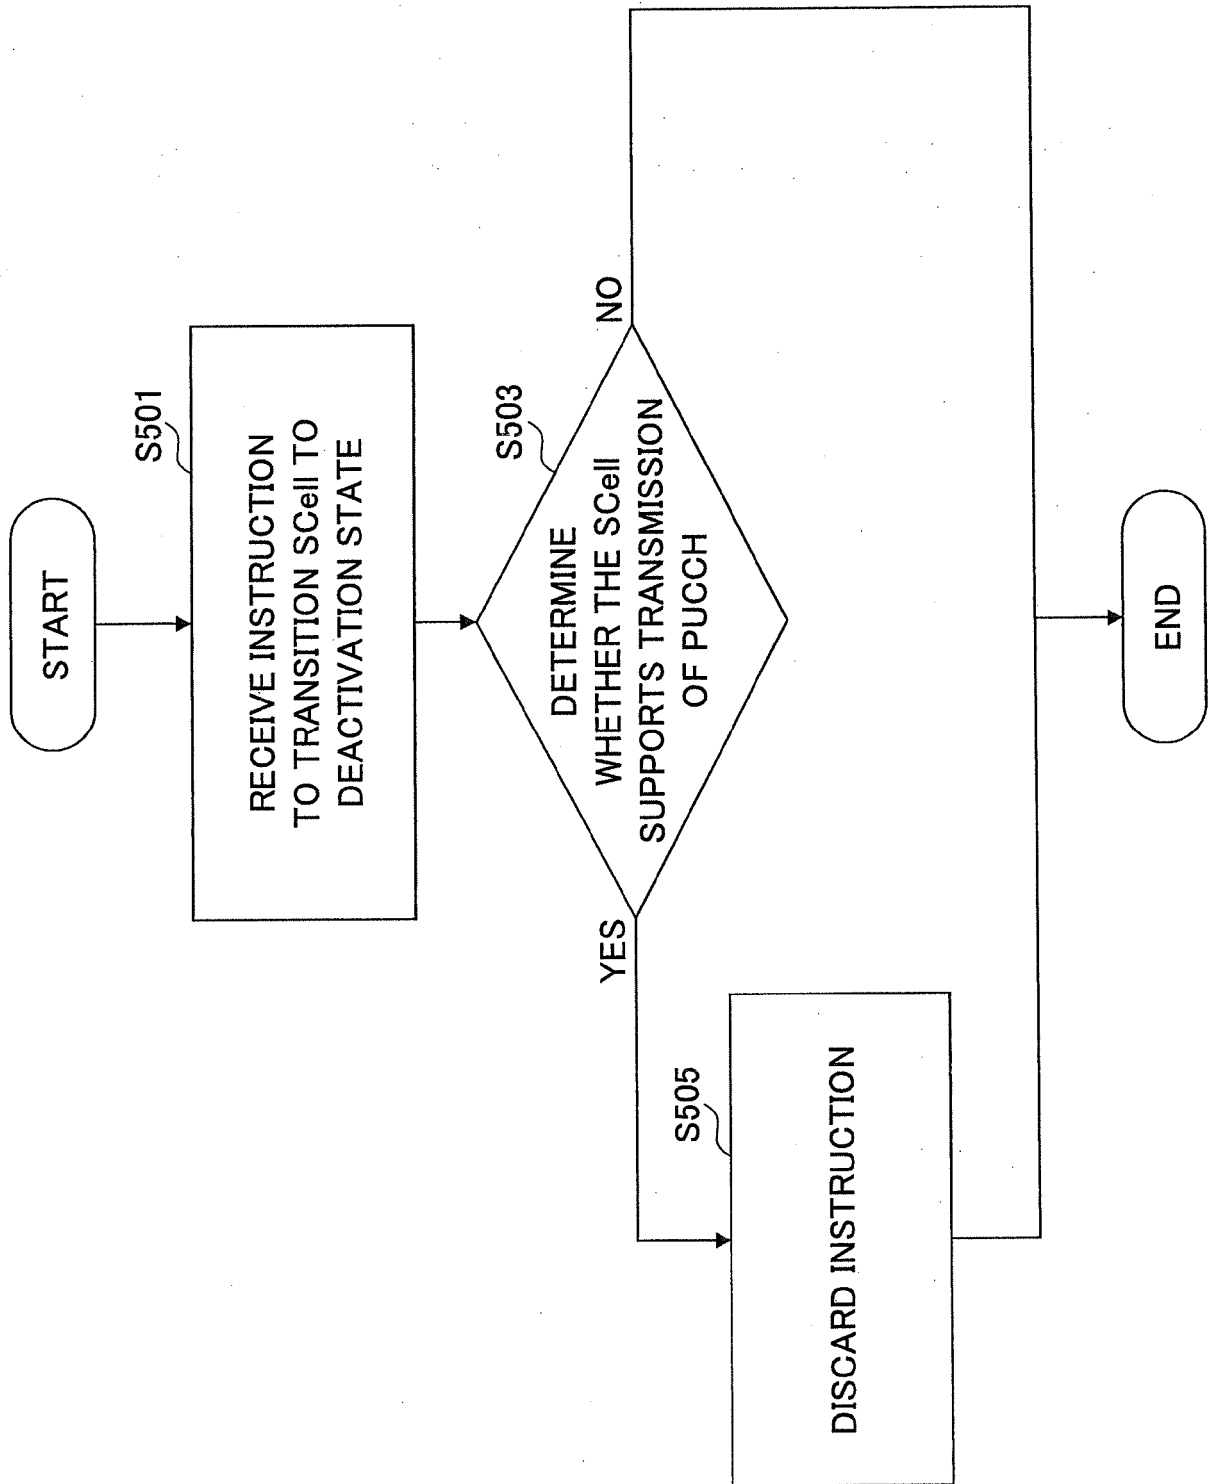 START
S501
RECEIVE INSTRUCTION
TO TRANSITION SCell TO
DEACTIVATION STATE
S503
DETERMINE
WHETHER THE SCell
SUPPORTS TRANSMISSION
OF PUCCH
YES
NO
S505
DISCARD INSTRUCTION
END